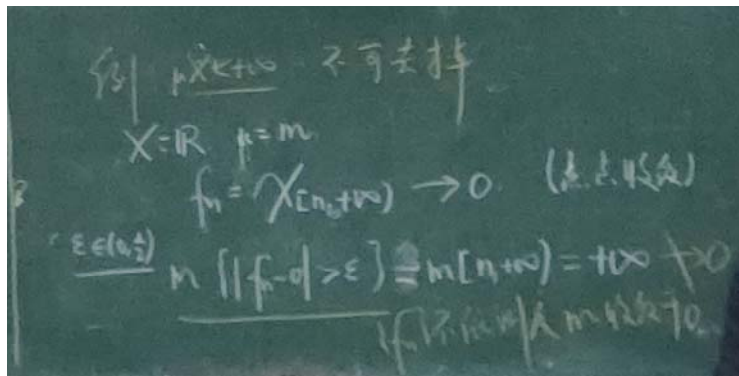 例 μ(X)<+∞ 不可去掉
X=ℝ μ=m
fₙ=χ[n,+∞) →0. (点点收敛)
ε∈(0,½) m{|fₙ-0|>ε}=m[n,+∞)=+∞ ↛0
fₙ 不依测度m收敛于0